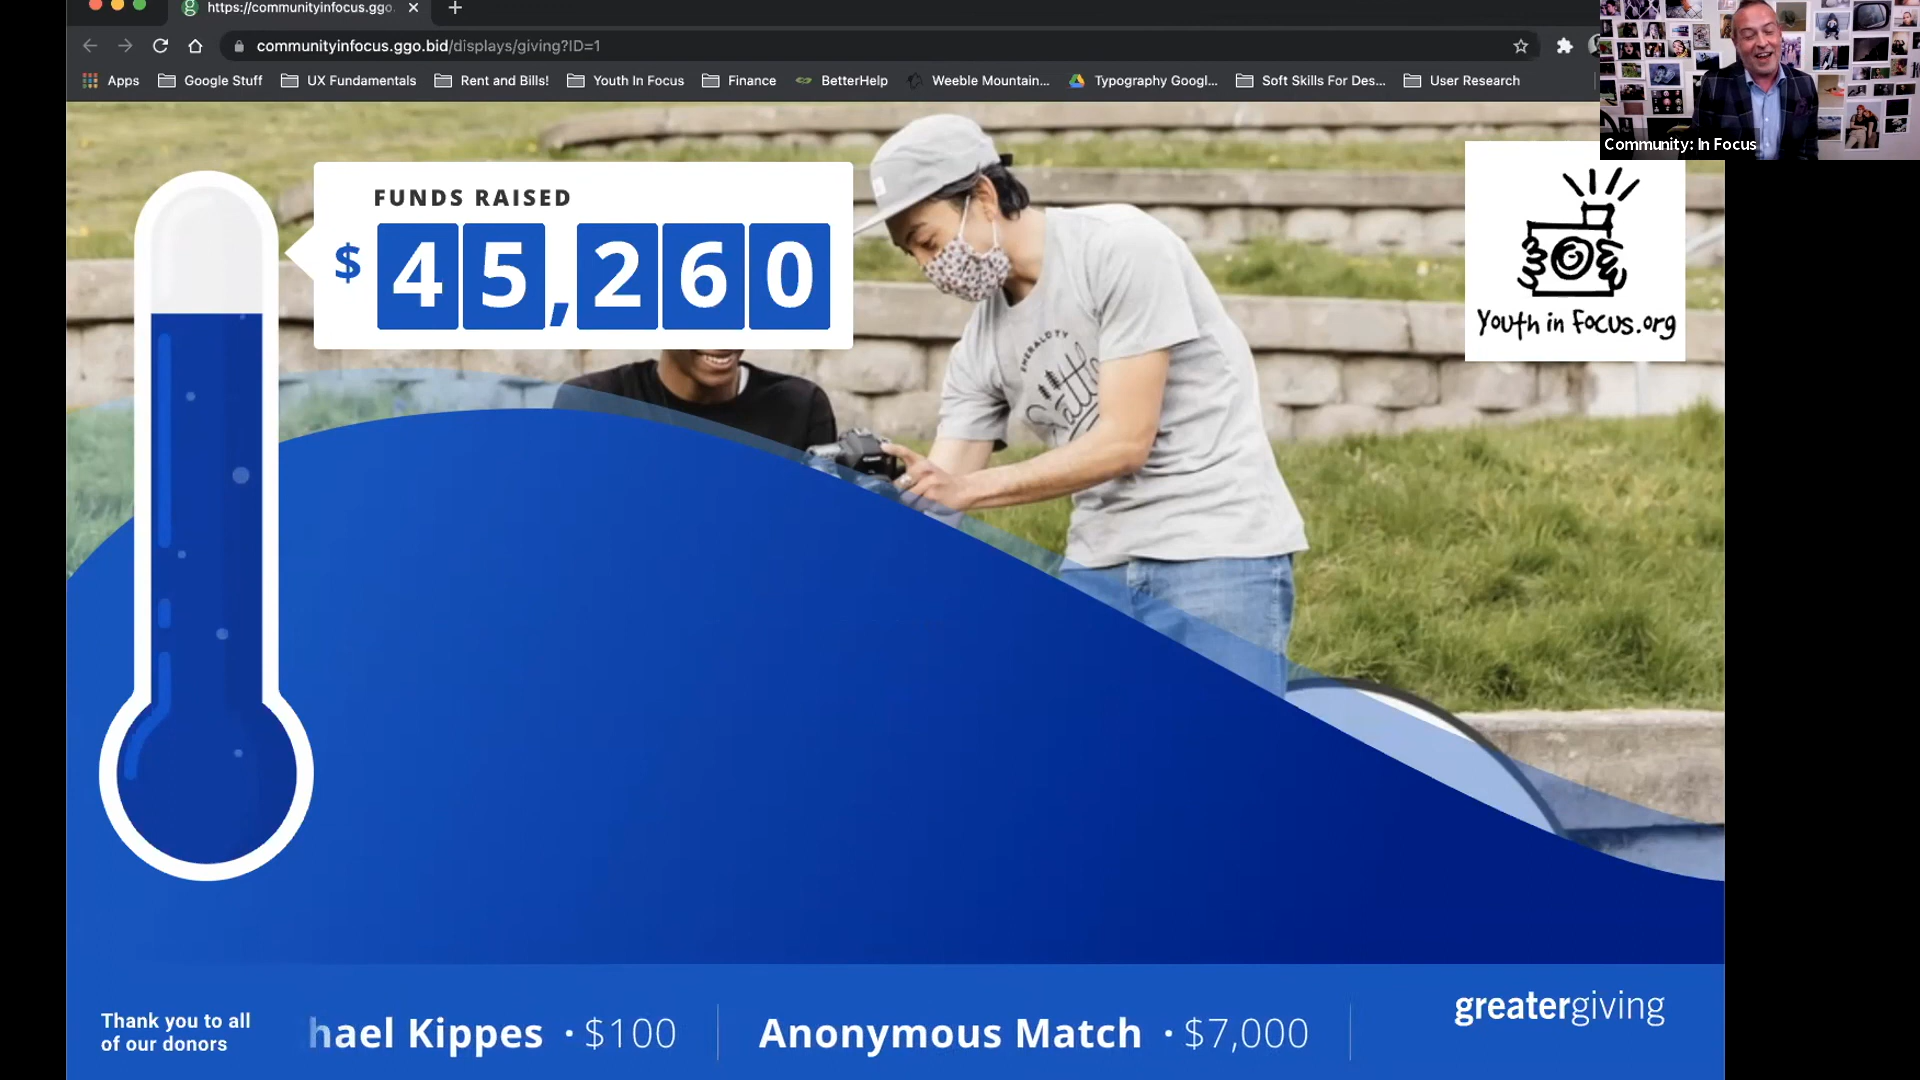 https://communityinfocus.ggo.
communityinfocus.ggo.bid/displays/giving?ID=1
Apps Google Stuff UX Fundamentals Rent and Bills! Youth In Focus Finance BetterHelp Weeble Mountain... Typography Googl... Soft Skills For Des... User Research
Community: In Focus
FUNDS RAISED
$45,260
EMERALD CITY
Seattle
Youth in Focus.org
Thank you to all
of our donors
hael Kippes · $100
Anonymous Match · $7,000
greatergiving